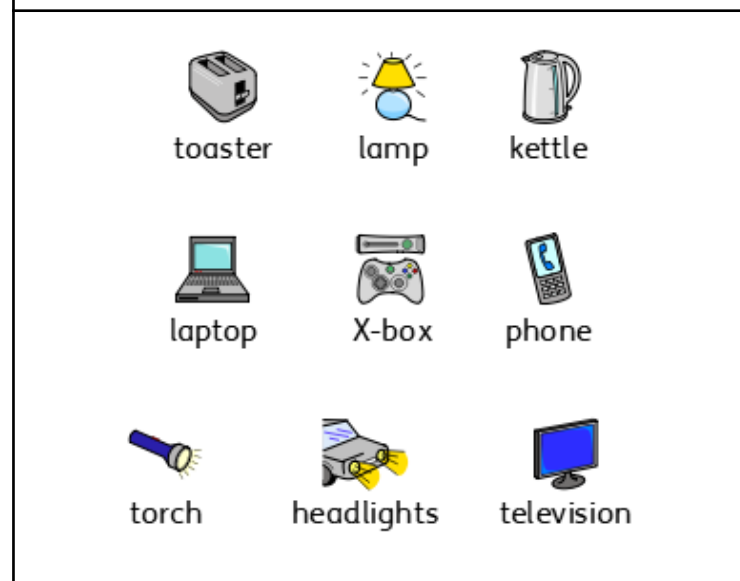 toaster lamp kettle
laptop X-box phone
torch headlights television